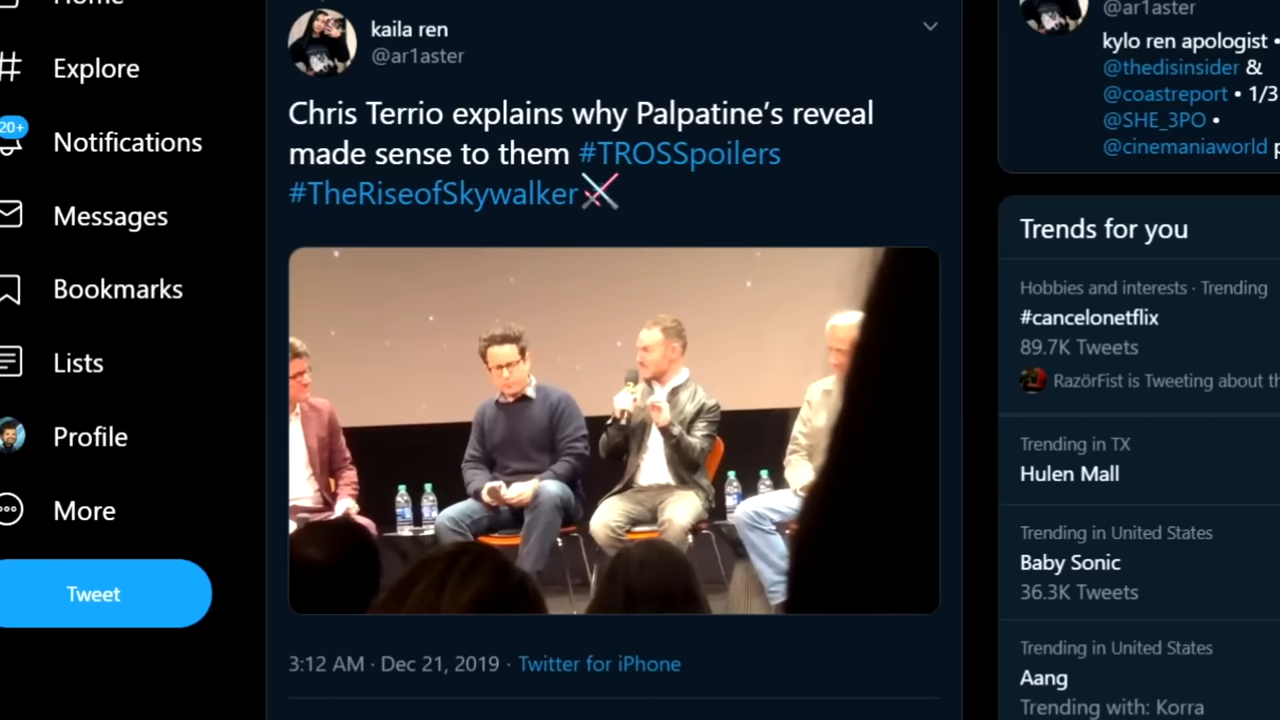 Home
Explore
20+
Notifications
Messages
Bookmarks
Lists
Profile
More
Tweet
kaila ren
@ar1aster
Chris Terrio explains why Palpatine’s reveal
made sense to them #TROSSpoilers
#TheRiseofSkywalker
3:12 AM · Dec 21, 2019 · Twitter for iPhone
@ar1aster
kylo ren apologist •
@thedisinsider &
@coastreport • 1/3
@SHE_3PO •
@cinemaniaworld p
Trends for you
Hobbies and interests · Trending
#cancelonetflix
89.7K Tweets
RazörFist is Tweeting about th
Trending in TX
Hulen Mall
Trending in United States
Baby Sonic
36.3K Tweets
Trending in United States
Aang
Trending with: Korra